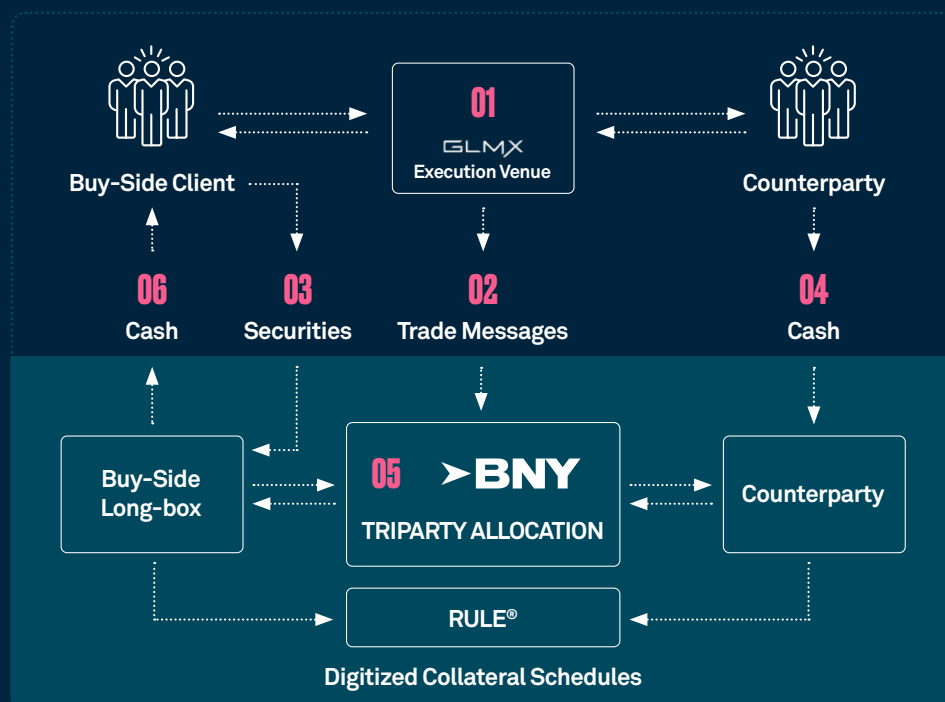 01
GLMX
Execution Venue
Buy-Side Client
Counterparty
06
03
02
04
Cash
Securities
Trade Messages
Cash
Buy-Side
Long-box
05
BNY
TRIPARTY ALLOCATION
Counterparty
RULE®
Digitized Collateral Schedules